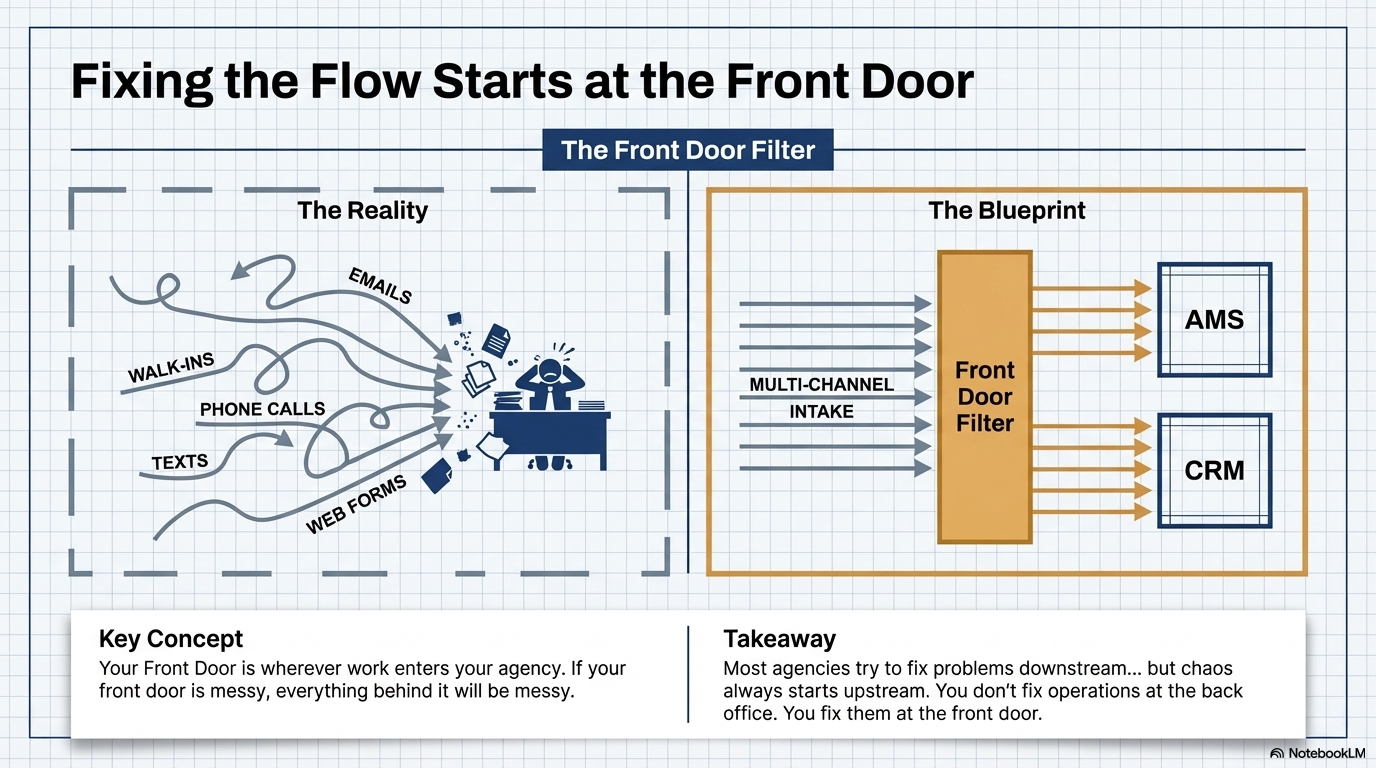 Fixing the Flow Starts at the Front Door
The Front Door Filter
The Reality
EMAILS
WALK-INS
PHONE CALLS
TEXTS
WEB FORMS
The Blueprint
MULTI-CHANNEL
INTAKE
Front
Door
Filter
AMS
CRM
Key Concept
Your Front Door is wherever work enters your agency. If your
front door is messy, everything behind it will be messy.
Takeaway
Most agencies try to fix problems downstream... but chaos
always starts upstream. You don't fix operations at the back
office. You fix them at the front door.
NotebookLM